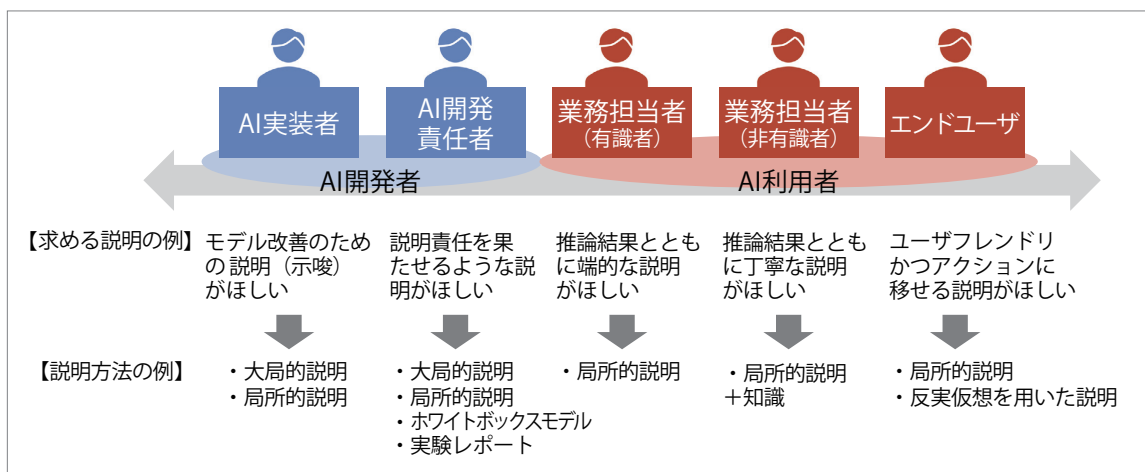 AI実装者
AI開発
責任者
業務担当者
（有識者）
業務担当者
（非有識者）
エンドユーザ
AI開発者
AI利用者
【求める説明の例】
モデル改善のため
の 説明（示唆）
がほしい
説明責任を果
たせるような説
明がほしい
推論結果ととも
に端的な説明
がほしい
推論結果ととも
に丁寧な説明
がほしい
ユーザフレンドリ
かつアクションに
移せる説明がほしい
【説明方法の例】
・大局的説明
・局所的説明
・大局的説明
・局所的説明
・ホワイトボックスモデル
・実験レポート
・局所的説明
・局所的説明
＋知識
・局所的説明
・反実仮想を用いた説明